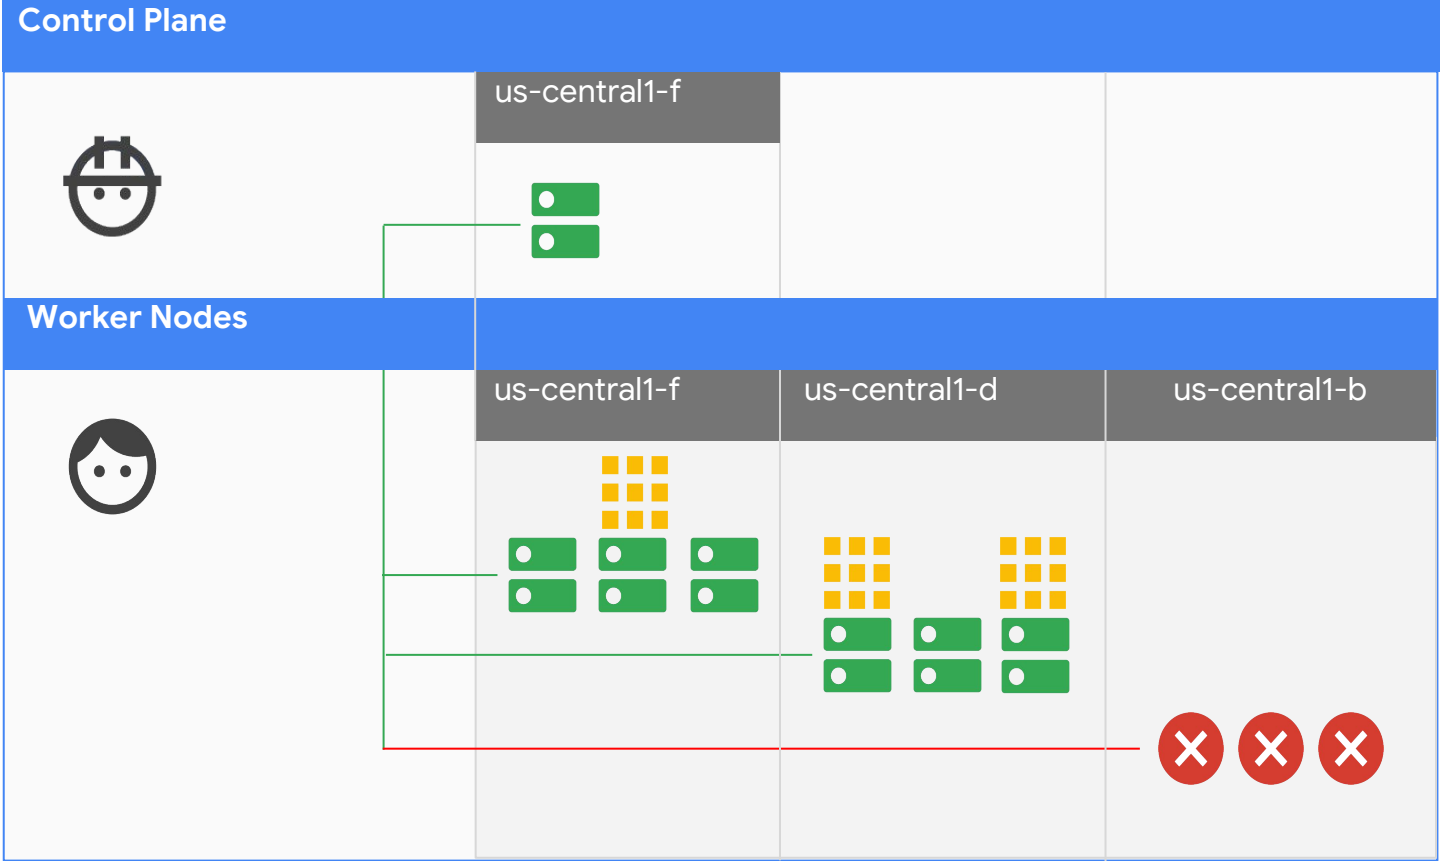 Control Plane
us-central1-f
Worker Nodes
us-central1-f
us-central1-d
us-central1-b